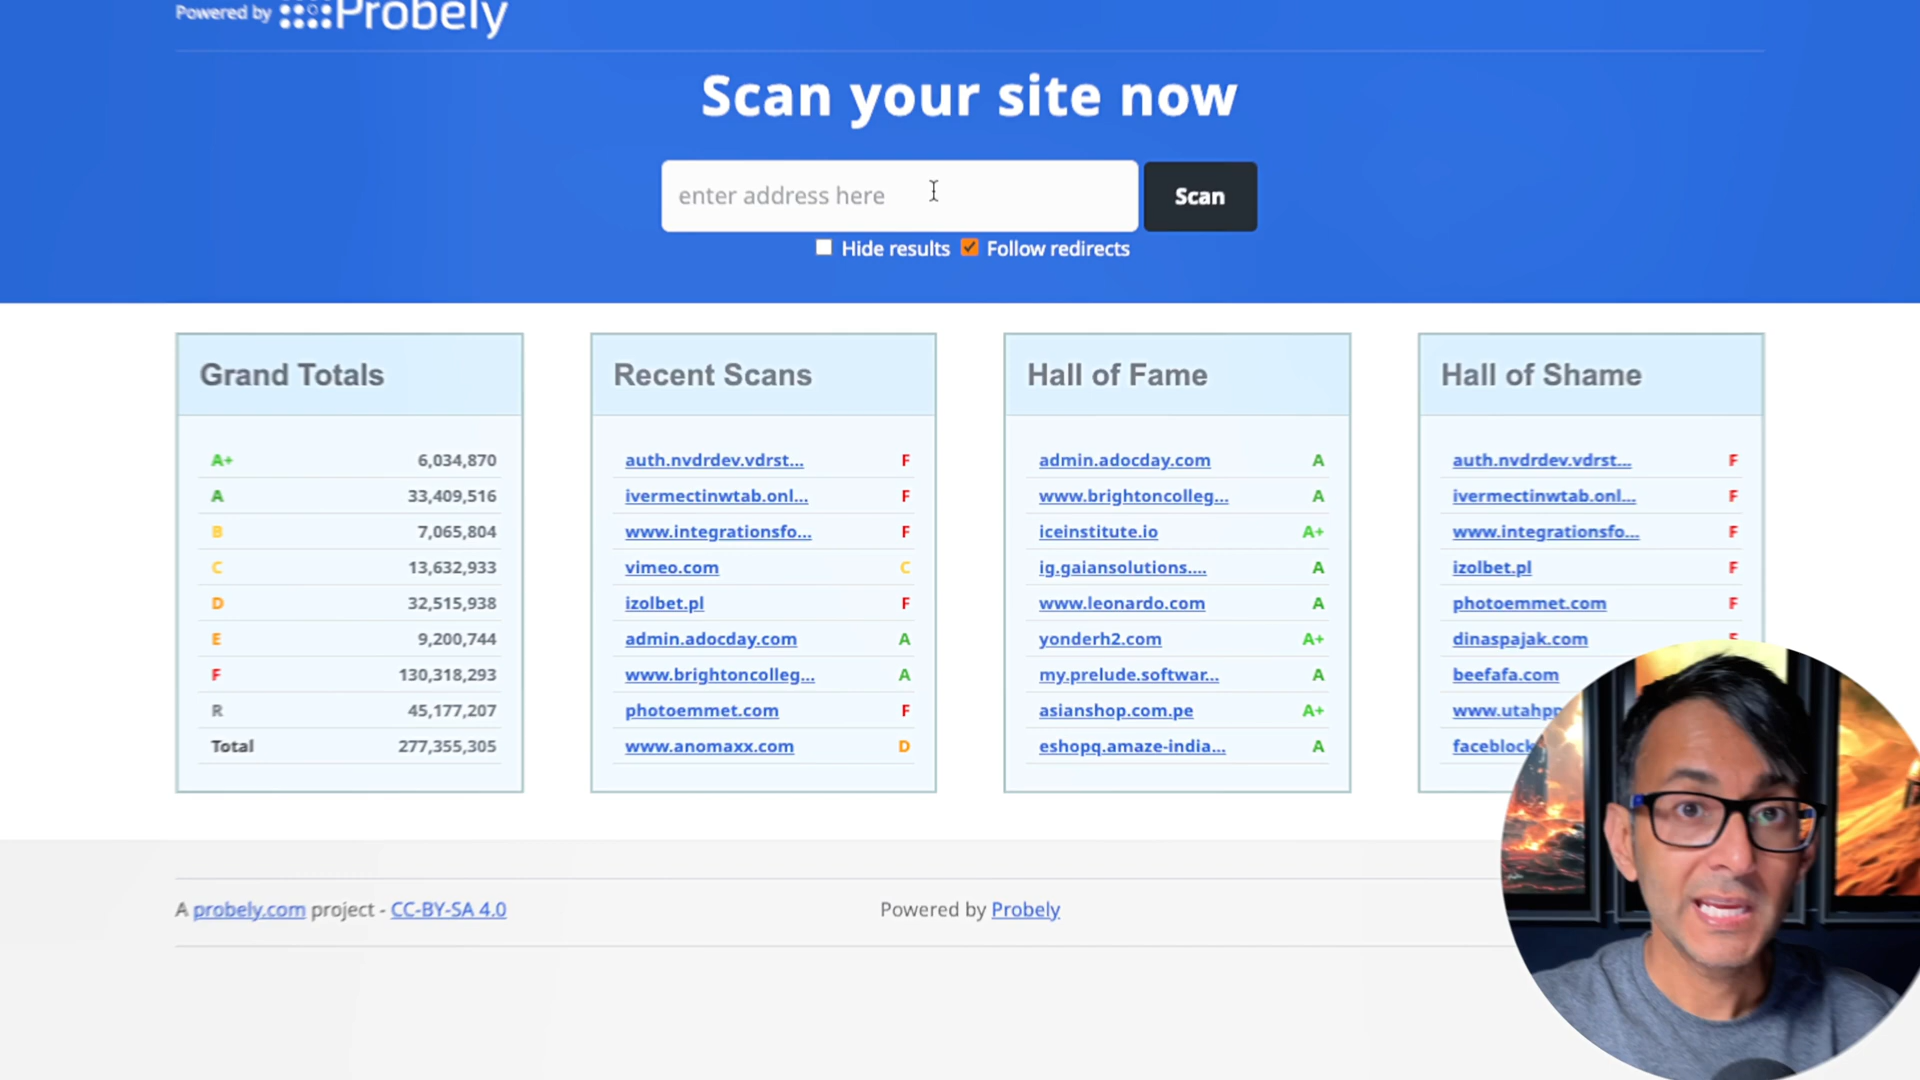 Powered by Probely
Scan your site now
enter address here
Scan
Hide results
Follow redirects
Grand Totals
A+ 6,034,870
A 33,409,516
B 7,065,804
C 13,632,933
D 32,515,938
E 9,200,744
F 130,318,293
R 45,177,207
Total 277,355,305
Recent Scans
auth.nvdrdev.vdrst... F
ivermectinwtab.onl... F
www.integrationsfo... F
vimeo.com C
izolbet.pl F
admin.adocday.com A
www.brightoncolleg... A
photoemmet.com F
www.anomaxx.com D
Hall of Fame
admin.adocday.com A
www.brightoncolleg... A
iceinstitute.io A+
ig.gaiansolutions.... A
www.leonardo.com A
yonderh2.com A+
my.prelude.softwar... A
asianshop.com.pe A+
eshopq.amaze-india... A
Hall of Shame
auth.nvdrdev.vdrst... F
ivermectinwtab.onl... F
www.integrationsfo... F
izolbet.pl F
photoemmet.com F
dinaspajak.com F
beefafa.com
www.utahpp
faceblock
A probely.com project - CC-BY-SA 4.0
Powered by Probely